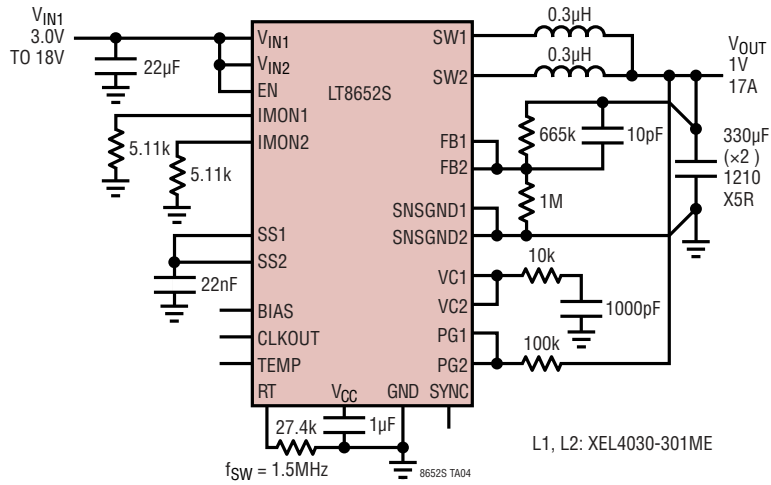 VIN1
3.0V
TO 18V
22µF
VIN1
VIN2
EN
IMON1
IMON2
5.11k
5.11k
SS1
SS2
22nF
BIAS
CLKOUT
TEMP
RT
VCC
GND
SYNC
LT8652S
SW1
SW2
FB1
FB2
SNSGND1
SNSGND2
VC1
VC2
PG1
PG2
0.3µH
0.3µH
VOUT
1V
17A
665k
10pF
1M
330µF
(×2 )
1210
X5R
10k
1000pF
100k
27.4k
1µF
fSW = 1.5MHz
8652S TA04
L1, L2: XEL4030-301ME